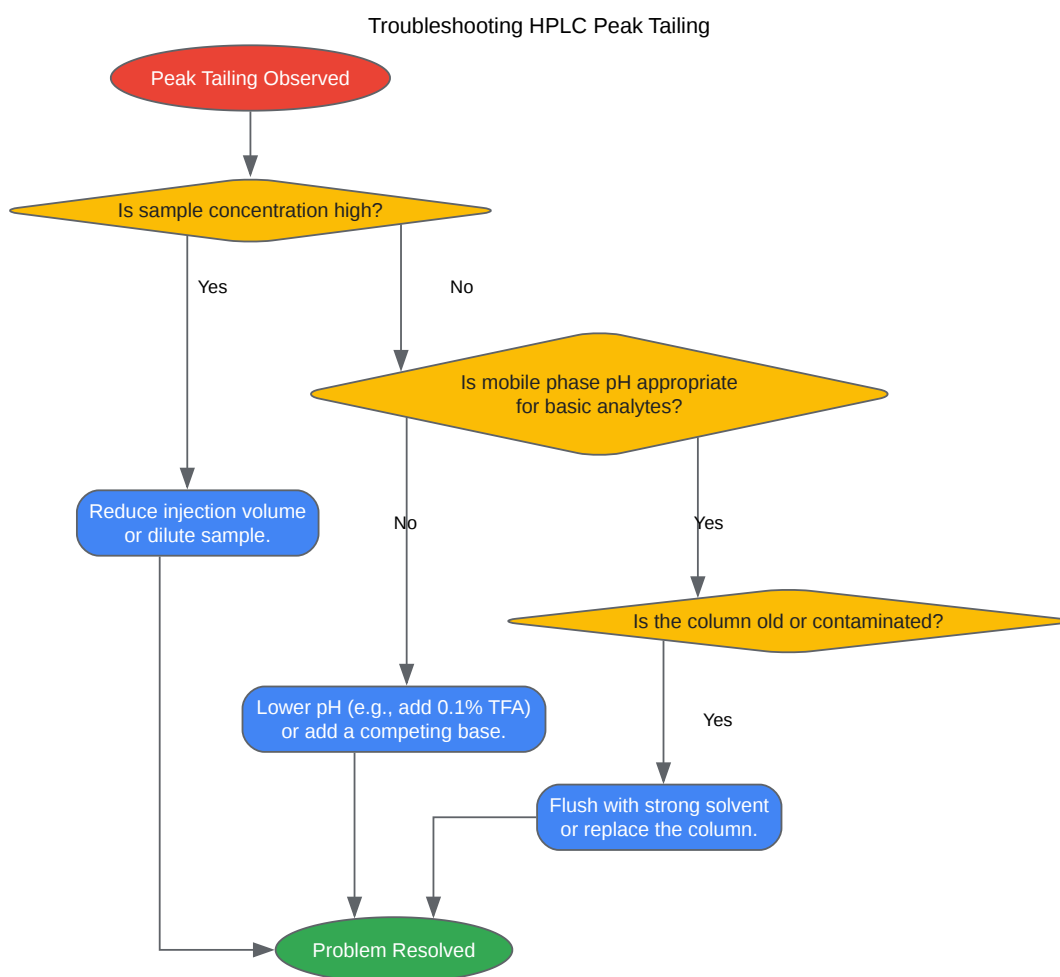 Troubleshooting HPLC Peak Tailing
Peak Tailing Observed
Is sample concentration high?
Yes
No
Is mobile phase pH appropriate
for basic analytes?
Reduce injection volume
or dilute sample.
No
Yes
Is the column old or contaminated?
Lower pH (e.g., add 0.1% TFA)
or add a competing base.
Yes
Flush with strong solvent
or replace the column.
Problem Resolved